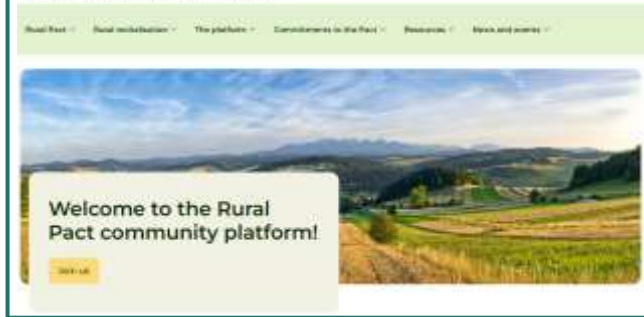 Rural Pact Rural revitalisation The platform Commitments to the Pact Resources News and events
Welcome to the Rural
Pact community platform!
Join us